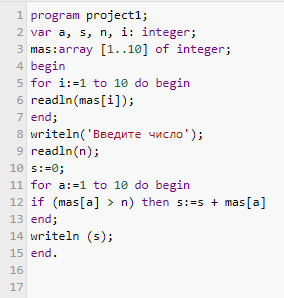 1 program project1;
2 var a, s, n, i: integer;
3 mas:array [1..10] of integer;
4 begin
5 for i:=1 to 10 do begin
6 readln(mas[i]);
7 end;
8 writeln('Введите число');
9 readln(n);
10 s:=0;
11 for a:=1 to 10 do begin
12 if (mas[a] > n) then s:=s + mas[a]
13 end;
14 writeln (s);
15 end.
16
17